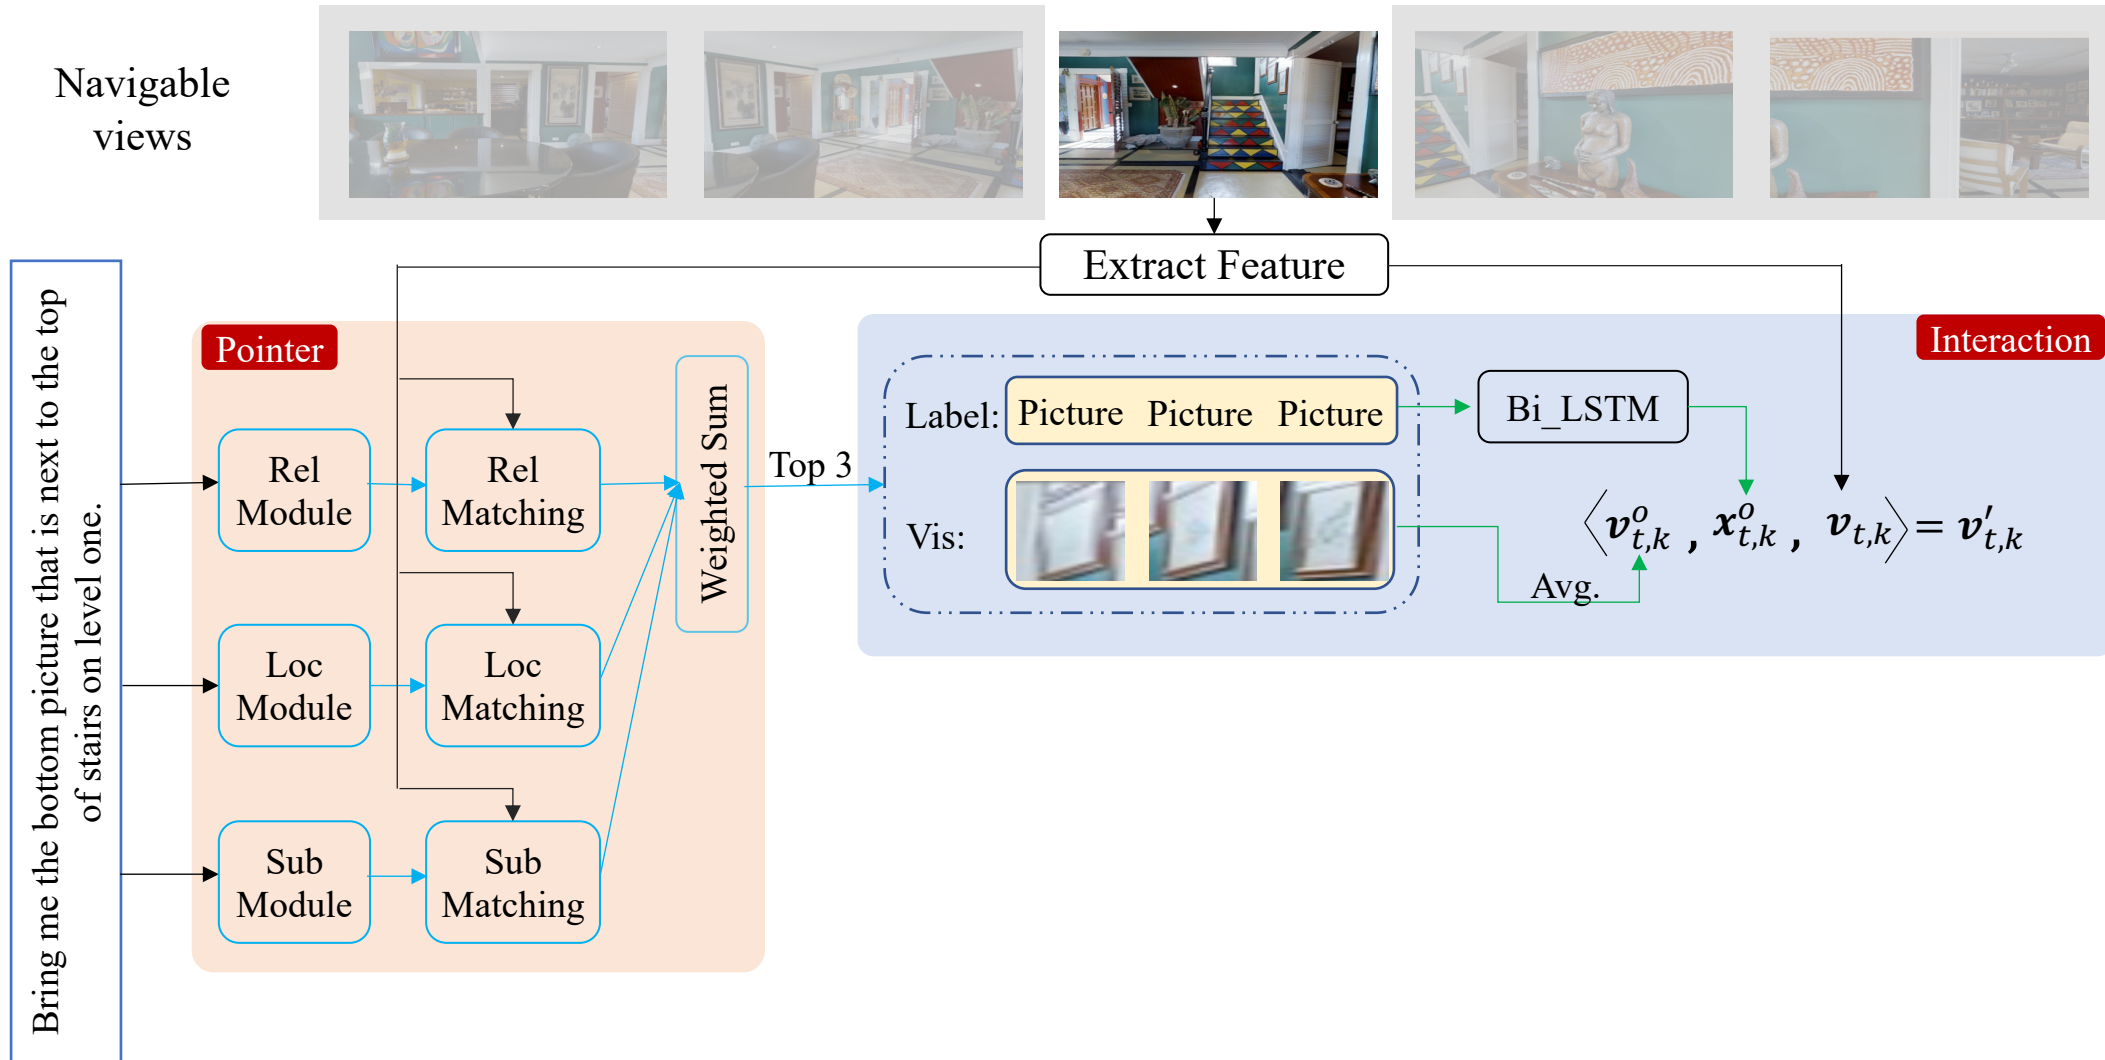 Navigable
views
Extract Feature
Bring me the bottom picture that is next to the top
of stairs on level one.
Pointer
Rel
Module
Rel
Matching
Loc
Module
Loc
Matching
Sub
Module
Sub
Matching
Weighted Sum
Top 3
Interaction
Label:
Picture Picture Picture
Bi_LSTM
Vis:
Avg.
⟨v^o_{t,k} , x^o_{t,k} , v_{t,k}⟩ = v'_{t,k}